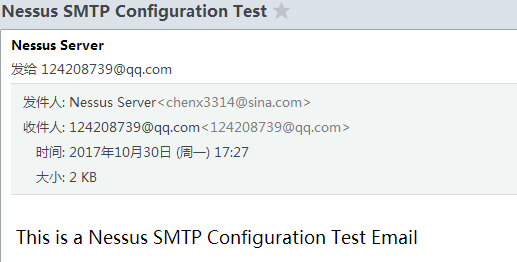 Nessus SMTP Configuration Test
Nessus Server
发给 124208739@qq.com
发件人: Nessus Server<chenx3314@sina.com>
收件人: 124208739@qq.com<124208739@qq.com>
时间: 2017年10月30日 (周一) 17:27
大小: 2 KB
This is a Nessus SMTP Configuration Test Email